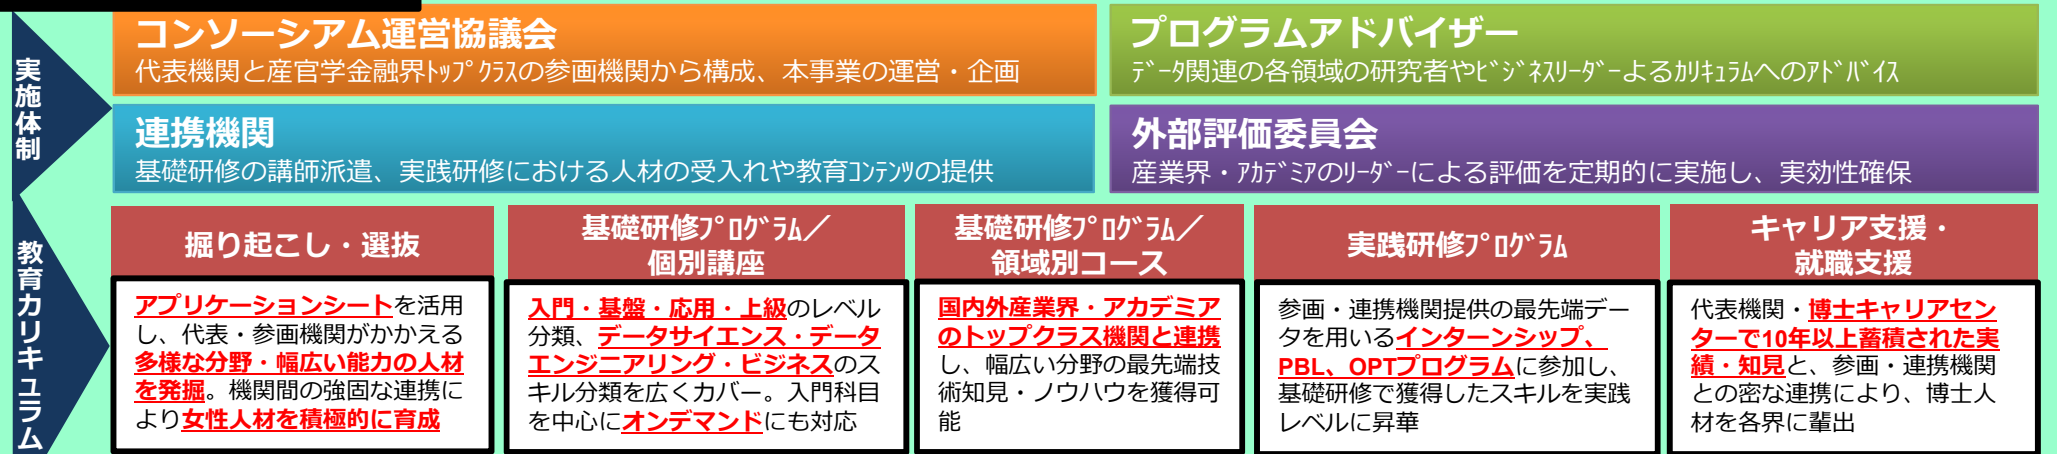 実施体制
コンソーシアム運営協議会
代表機関と産官学金融界ﾄｯﾌﾟｸﾗｽの参画機関から構成、本事業の運営・企画
プログラムアドバイザー
ﾃﾞｰﾀ関連の各領域の研究者やﾋﾞｼﾞﾈｽﾘｰﾀﾞｰよるｶﾘｷｭﾗﾑへのｱﾄﾞﾊﾞｲｽ
連携機関
基礎研修の講師派遣、実践研修における人材の受入れや教育ｺﾝﾃﾝﾂの提供
外部評価委員会
産業界・ｱｶﾃﾞﾐｱのﾘｰﾀﾞｰによる評価を定期的に実施し、実効性確保
教育カリキュラム
掘り起こし・選抜
アプリケーションシートを活用
し、代表・参画機関がかかえる
多様な分野・幅広い能力の人材
を発掘。機関間の強固な連携に
より女性人材を積極的に育成
基礎研修ﾌﾟﾛｸﾞﾗﾑ／
個別講座
入門・基盤・応用・上級のレベル
分類、データサイエンス・データ
エンジニアリング・ビジネスのス
キル分類を広くカバー。入門科目
を中心にオンデマンドにも対応
基礎研修ﾌﾟﾛｸﾞﾗﾑ／
領域別コース
国内外産業界・アカデミア
のトップクラス機関と連携
し、幅広い分野の最先端技
術知見・ノウハウを獲得可
能
実践研修ﾌﾟﾛｸﾞﾗﾑ
参画・連携機関提供の最先端デー
タを用いるインターンシップ、
PBL、OPTプログラムに参加し、
基礎研修で獲得したスキルを実践
レベルに昇華
キャリア支援・
就職支援
代表機関・博士キャリアセン
ターで10年以上蓄積された実
績・知見と、参画・連携機関
との密な連携により、博士人
材を各界に輩出